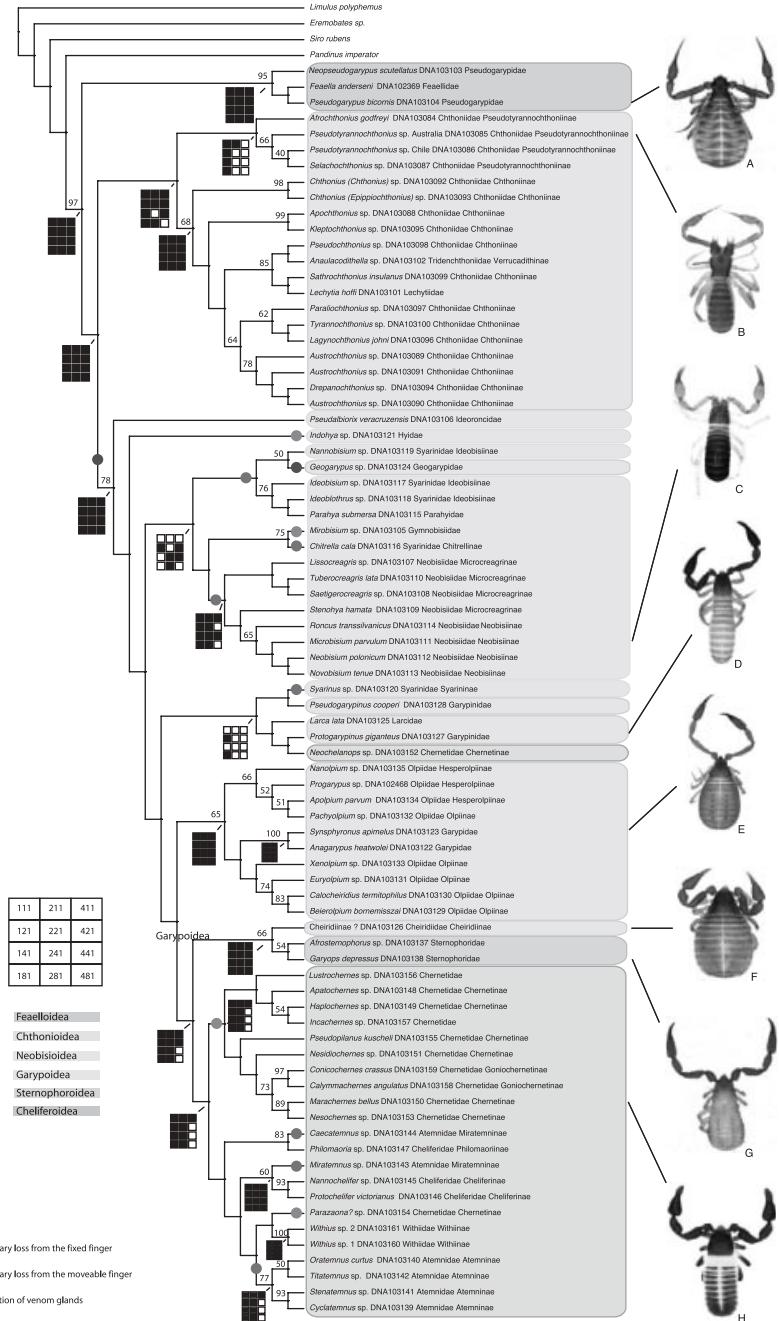 Limulus polyphemus
Eremobates sp.
Siro rubens
Pandinus imperator
95
Neopseudogarypus scutellatus DNA103103 Pseudogarypidae
Feaella anderseni DNA102369 Feaellidae
Pseudogarypus bicornis DNA103104 Pseudogarypidae
A
Afrochthonius godfreyi DNA103084 Chthoniidae Pseudotyrannochthoniinae
66
Pseudotyrannochthonius sp. Australia DNA103085 Chthoniidae Pseudotyrannochthoniinae
40
Pseudotyrannochthonius sp. Chile DNA103086 Chthoniidae Pseudotyrannochthoniinae
Selachochthonius sp. DNA103087 Chthoniidae Pseudotyrannochthoniinae
98
Chthonius (Chthonius) sp. DNA103092 Chthoniidae Chthoniinae
Chthonius (Epippiochthonius) sp. DNA103093 Chthoniidae Chthoniinae
97
68
99
Apochthonius sp. DNA103088 Chthoniidae Chthoniinae
Kleptochthonius sp. DNA103095 Chthoniidae Chthoniinae
Pseudochthonius sp. DNA103098 Chthoniidae Chthoniinae
85
Anaulacodithella sp. DNA103102 Tridenchthoniidae Verrucadithinae
Sathrochthonius insulanus DNA103099 Chthoniidae Chthoniinae
Lechytia hoffi DNA103101 Lechytiidae
B
62
Paraliochthonius sp. DNA103097 Chthoniidae Chthoniinae
Tyrannochthonius sp. DNA103100 Chthoniidae Chthoniinae
64
Lagynochthonius johni DNA103096 Chthoniidae Chthoniinae
78
Austrochthonius sp. DNA103089 Chthoniidae Chthoniinae
Austrochthonius sp. DNA103091 Chthoniidae Chthoniinae
Drepanochthonius sp. DNA103094 Chthoniidae Chthoniinae
Austrochthonius sp. DNA103090 Chthoniidae Chthoniinae
Pseudalbiorix veracruzensis DNA103106 Ideoroncidae
Indohya sp. DNA103121 Hyidae
50
Nannobisium sp. DNA103119 Syarinidae Ideobisiinae
Geogarypus sp. DNA103124 Geogarypidae
78
76
Ideobisium sp. DNA103117 Syarinidae Ideobisiinae
Ideoblothrus sp. DNA103118 Syarinidae Ideobisiinae
Parahya submersa DNA103115 Parahyidae
C
75
Mirobisium sp. DNA103105 Gymnobisiidae
Chitrella cala DNA103116 Syarinidae Chitrellinae
Lissocreagris sp. DNA103107 Neobisiidae Microcreagrinae
Tuberocreagris lata DNA103110 Neobisiidae Microcreagrinae
Saetigerocreagris sp. DNA103108 Neobisiidae Microcreagrinae
Stenohya hamata DNA103109 Neobisiidae Microcreagrinae
65
Roncus transsilvanicus DNA103114 Neobisiidae Neobisiinae
Microbisium parvulum DNA103111 Neobisiidae Neobisiinae
Neobisium polonicum DNA103112 Neobisiidae Neobisiinae
Novobisium tenue DNA103113 Neobisiidae Neobisiinae
D
Syarinus sp. DNA103120 Syarinidae Syarininae
Pseudogarypinus cooperi DNA103128 Garypinidae
Larca lata DNA103125 Larcidae
Protogarypinus giganteus DNA103127 Garypinidae
Neochelanops sp. DNA103152 Chernetidae Chernetinae
66
Nanolpium sp. DNA103135 Olpiidae Hesperolpiinae
52
Progarypus sp. DNA102468 Olpiidae Hesperolpiinae
51
Apolpium parvum DNA103134 Olpiidae Hesperolpiinae
65
Pachyolpium sp. DNA103132 Olpiidae Olpiinae
100
Synsphyronus apimelus DNA103123 Garypidae
Anagarypus heatwolei DNA103122 Garypidae
E
Xenolpium sp. DNA103133 Olpiidae Olpiinae
74
Euryolpium sp. DNA103131 Olpiidae Olpiinae
83
Calocheiridius termitophilus DNA103130 Olpiidae Olpiinae
Beierolpium bornemisszai DNA103129 Olpiidae Olpiinae
111 211 411
121 221 421
141 241 441
181 281 481
Garypoidea
66
Cheiridiinae ? DNA103126 Cheiridiidae Cheiridiinae
54
Afrosternophorus sp. DNA103137 Sternophoridae
Garyops depressus DNA103138 Sternophoridae
F
Lustrochernes sp. DNA103156 Chernetidae
Apatochernes sp. DNA103148 Chernetidae Chernetinae
54
Haplochernes sp. DNA103149 Chernetidae Chernetinae
Incachernes sp. DNA103157 Chernetidae
Feaelloidea
Chthonioidea
Neobisioidea
Garypoidea
Sternophoroidea
Cheliferoidea
Pseudopilanus kuscheli DNA103155 Chernetidae Chernetinae
Nesidiochernes sp. DNA103151 Chernetidae Chernetinae
97
Conicochernes crassus DNA103159 Chernetidae Goniochernetinae
73
Calymmachernes angulatus DNA103158 Chernetidae Goniochernetinae
89
Marachernes bellus DNA103150 Chernetidae Chernetinae
Nesochernes sp. DNA103153 Chernetidae Chernetinae
G
83
Caecatemnus sp. DNA103144 Atemnidae Miratemninae
Philomaoria sp. DNA103147 Cheliferidae Philomaoriinae
60
Miratemnus sp. DNA103143 Atemnidae Miratemninae
93
Nannochelifer sp. DNA103145 Cheliferidae Cheliferinae
Protochelifer victorianus DNA103146 Cheliferidae Cheliferinae
Parazaona? sp. DNA103154 Chernetidae Chernetinae
100
Withius sp. 2 DNA103161 Withiidae Withiinae
Withius sp. 1 DNA103160 Withiidae Withiinae
50
Oratemnus curtus DNA103140 Atemnidae Atemninae
77
Titatemnus sp. DNA103142 Atemnidae Atemninae
93
Stenatemnus sp. DNA103141 Atemnidae Atemninae
Cyclatemnus sp. DNA103139 Atemnidae Atemninae
H
ary loss from the fixed finger
ary loss from the moveable finger
tion of venom glands